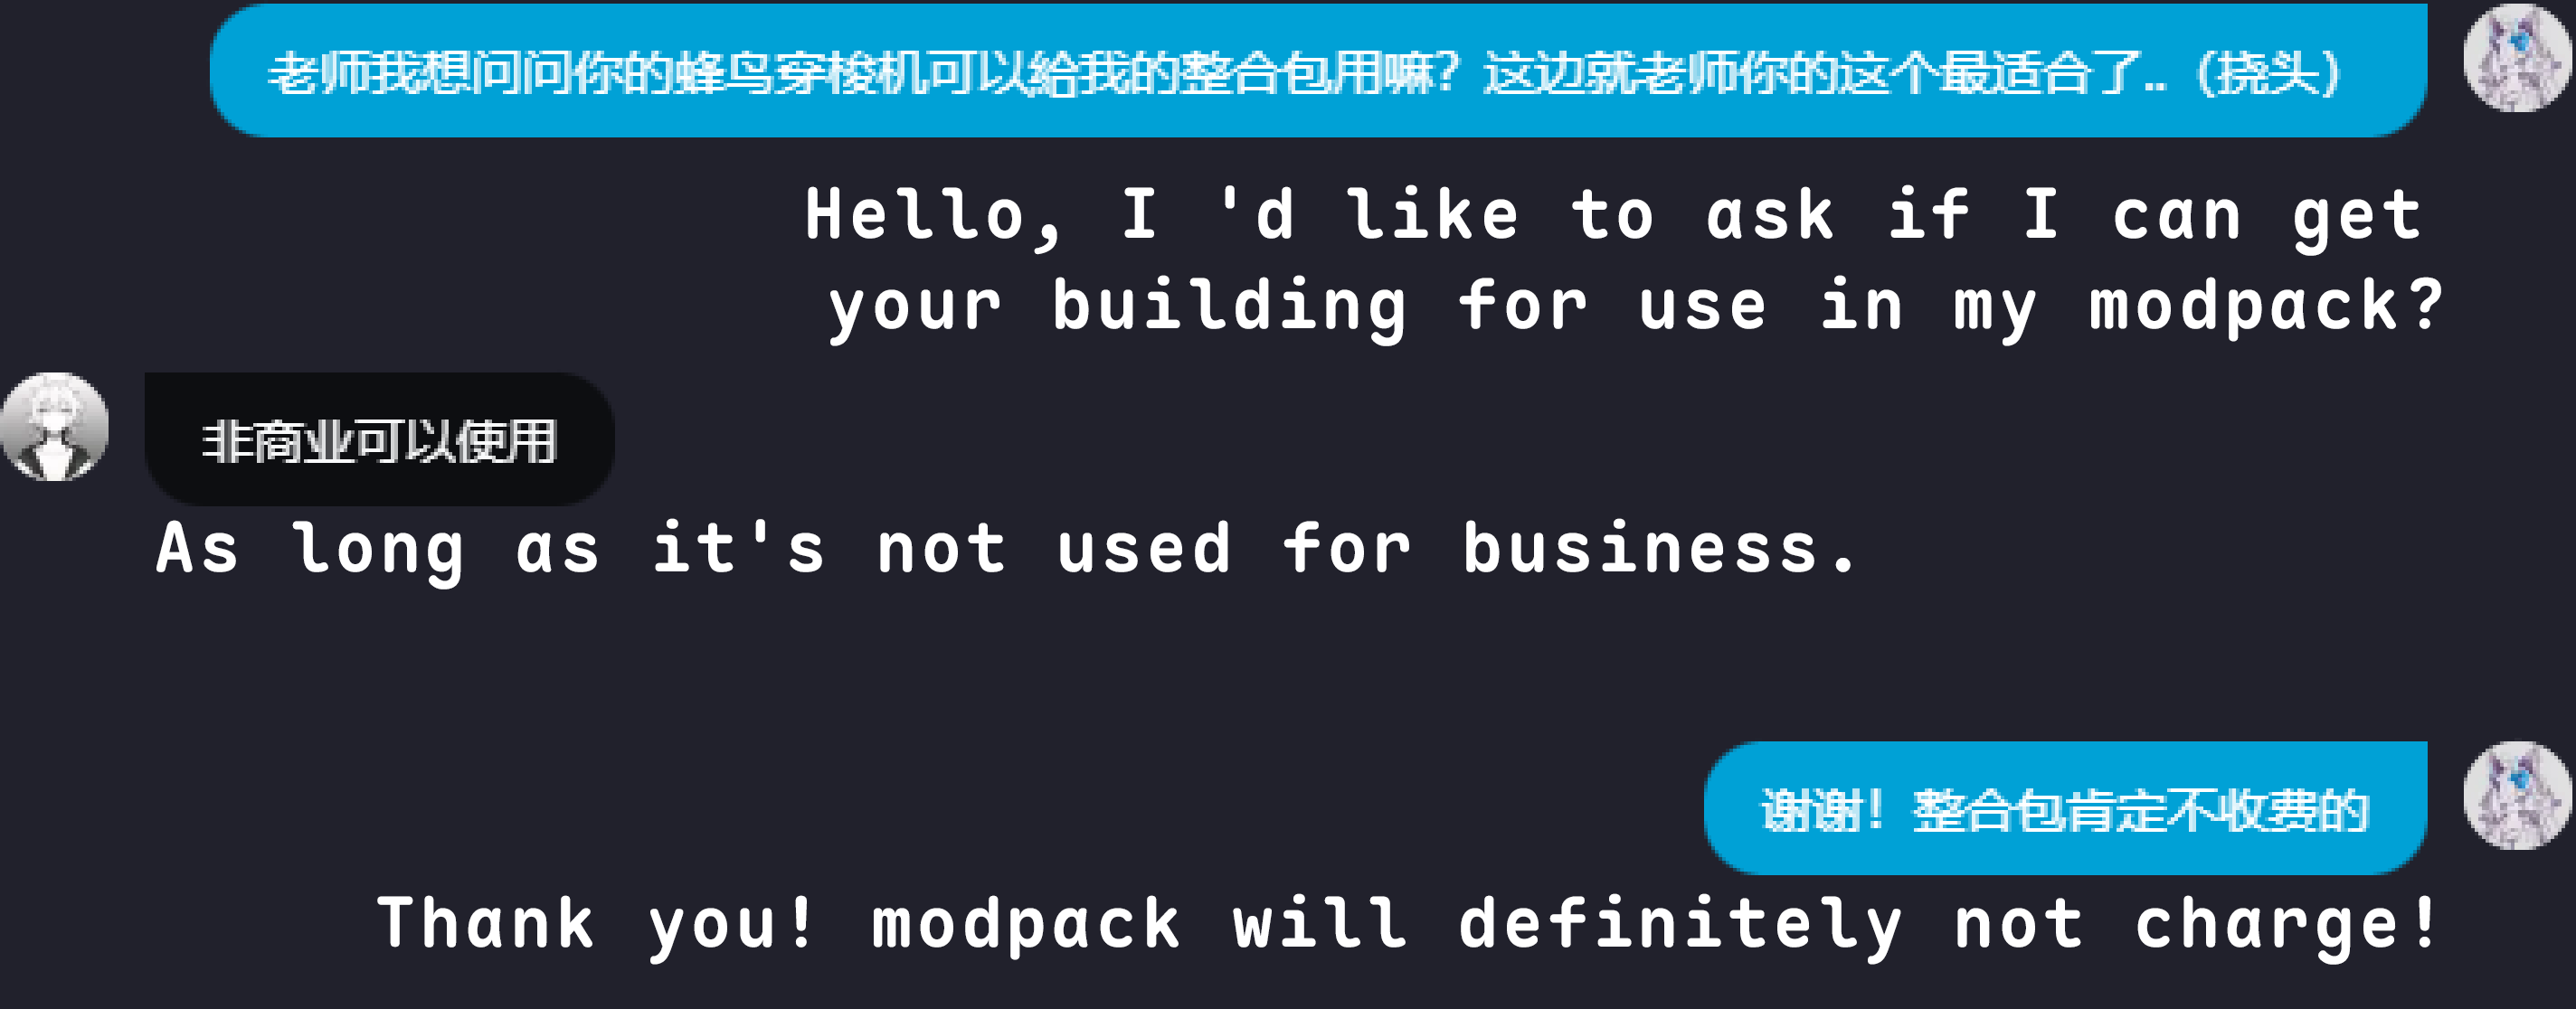 老师我想问问你的蜂鸟穿梭机可以给我的整合包用嘛？这边就老师你的这个最适合了..（挠头）
Hello, I 'd like to ask if I can get
your building for use in my modpack?
非商业可以使用
As long as it's not used for business.
谢谢！整合包肯定不收费的
Thank you! modpack will definitely not charge!